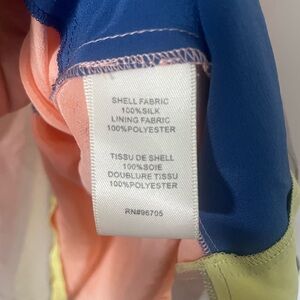 SHELL FABRIC
100%SILK
LINING FABRIC
100%POLYESTER
TISSU DE SHELL
100%SOIE
DOUBLURE TISSU
100%POLYESTER
RN#96705